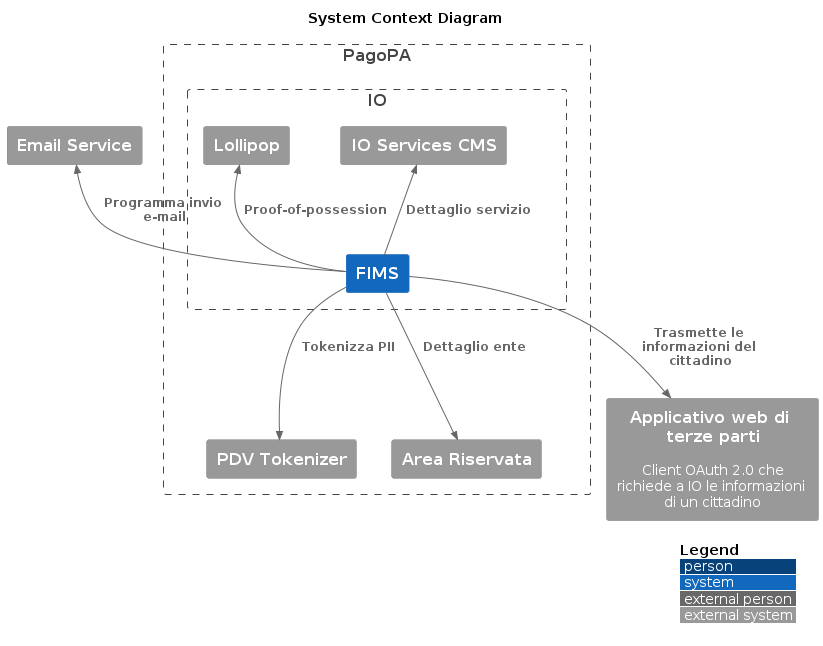 System Context Diagram
PagoPA
IO
Email Service
Lollipop
IO Services CMS
Programma invio
e-mail
Proof-of-possession
Dettaglio servizio
FIMS
Tokenizza PII
Dettaglio ente
Trasmette le
informazioni del
cittadino
PDV Tokenizer
Area Riservata
Applicativo web di
terze parti
Client OAuth 2.0 che
richiede a IO le informazioni
di un cittadino
Legend
person
system
external person
external system